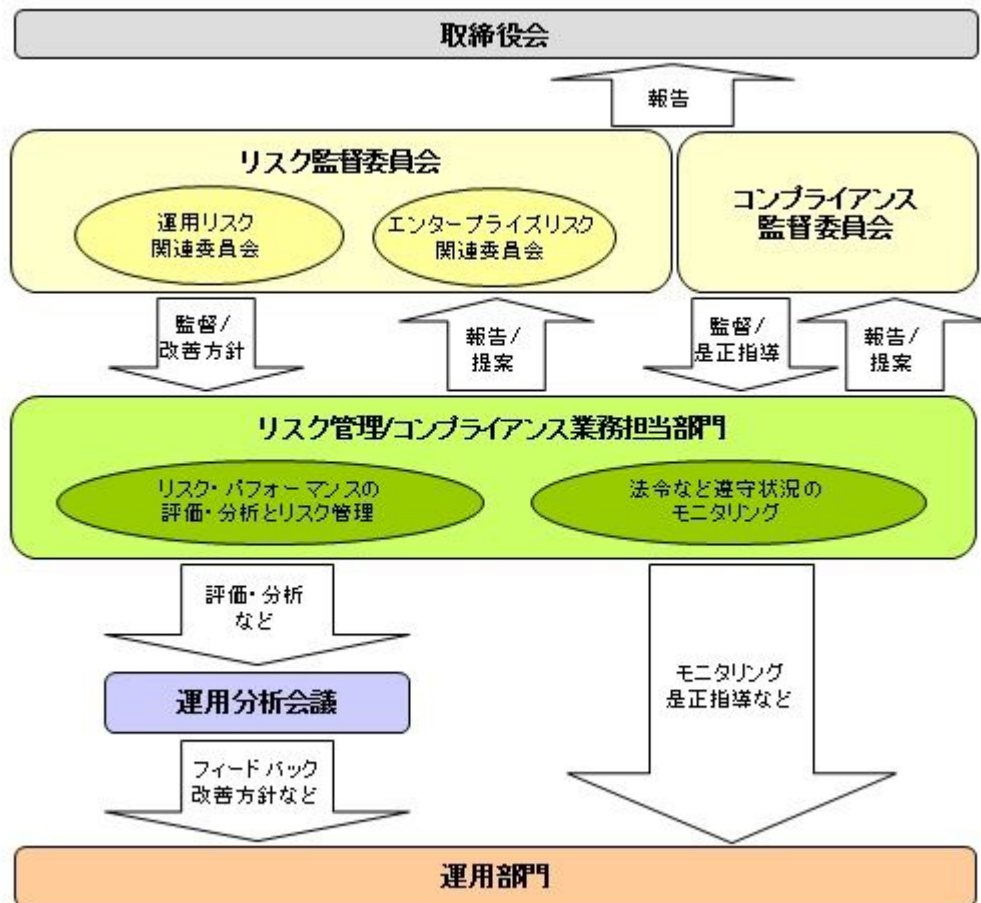 取締役会
報告
リスク監督委員会
運用リスク
関連委員会
エンタープライズリスク
関連委員会
コンプライアンス
監督委員会
監督/
改善方針
報告/
提案
監督/
是正指導
報告/
提案
リスク管理/コンプライアンス業務担当部門
リスク・パフォーマンスの
評価・分析とリスク管理
法令など遵守状況の
モニタリング
評価・分析
など
運用分析会議
モニタリング
是正指導など
フィードバック
改善方針など
運用部門